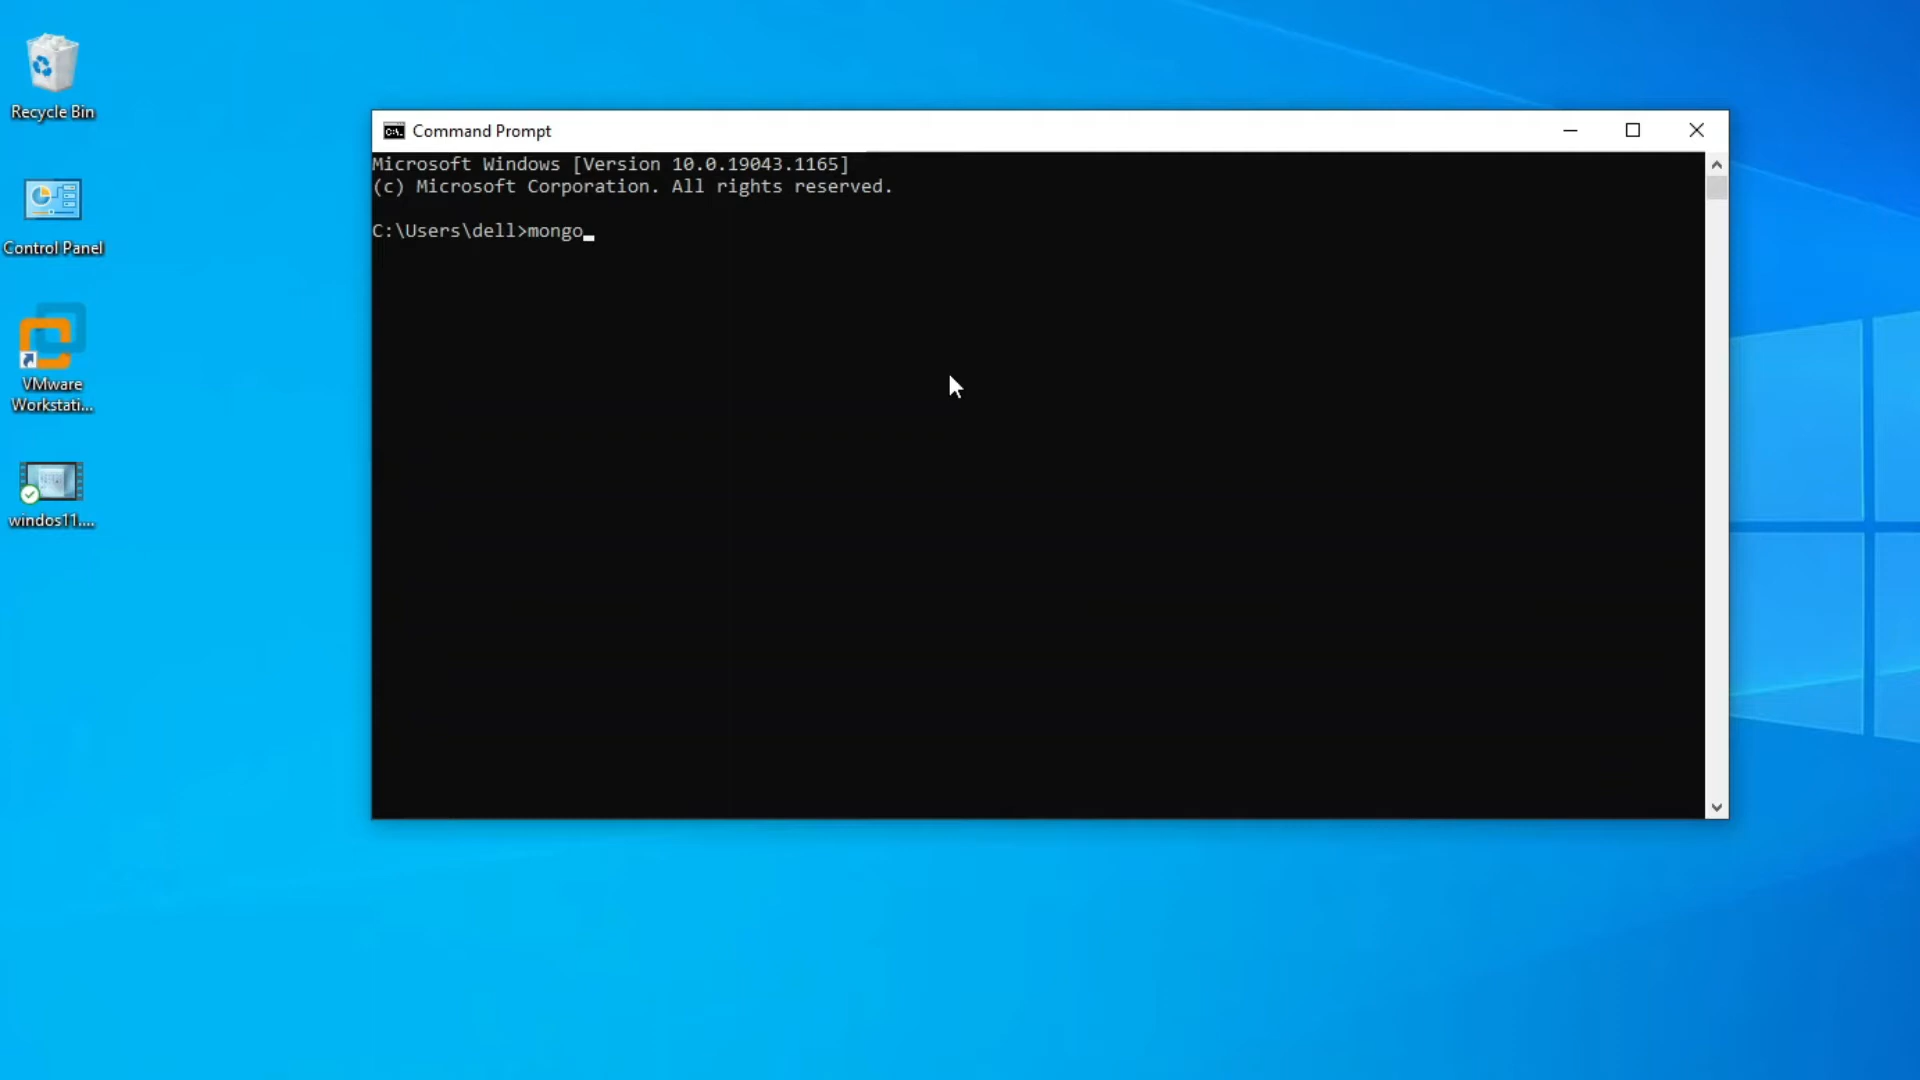 Recycle Bin
Control Panel
VMware
Workstati...
windos11....
Command Prompt
Microsoft Windows [Version 10.0.19043.1165]
(c) Microsoft Corporation. All rights reserved.
C:\Users\dell>mongo